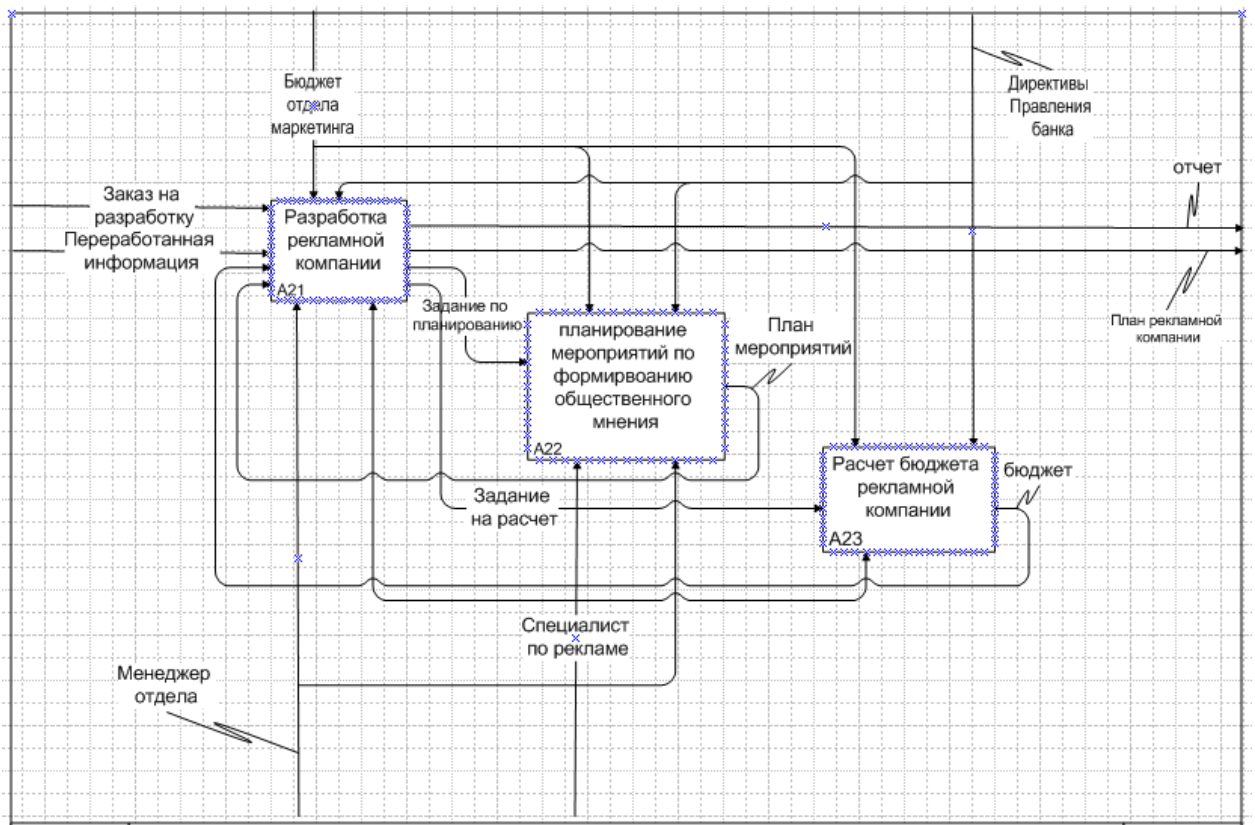 Бюджет
отдела
маркетинга
Директивы
Правления
банка
отчет
Заказ на
разработку
Переработанная
информация
Разработка
рекламной
компании
A21
Задание по
планированию
План рекламной
компании
планирование
мероприятий по
формирвоанию
общественного
мнения
A22
План
мероприятий
Расчет бюджета
рекламной
компании
A23
бюджет
Задание
на расчет
Специалист
по рекламе
Менеджер
отдела